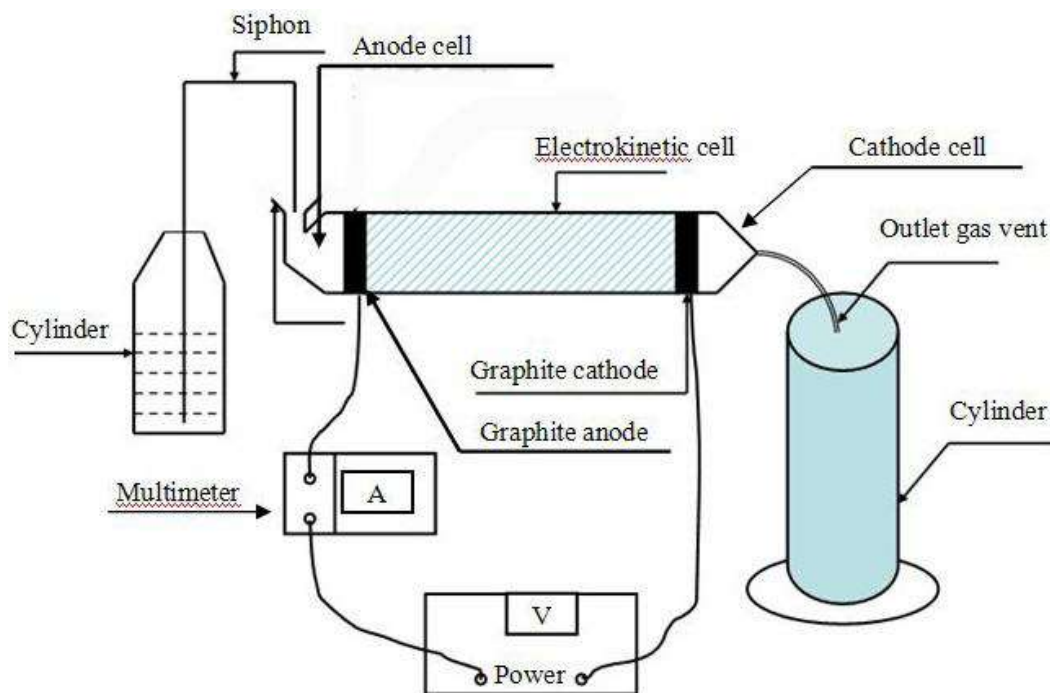 Siphon
Anode cell
Electrokinetic cell
Cathode cell
Outlet gas vent
Cylinder
Graphite cathode
Cylinder
Graphite anode
Multimeter
A
V
Power